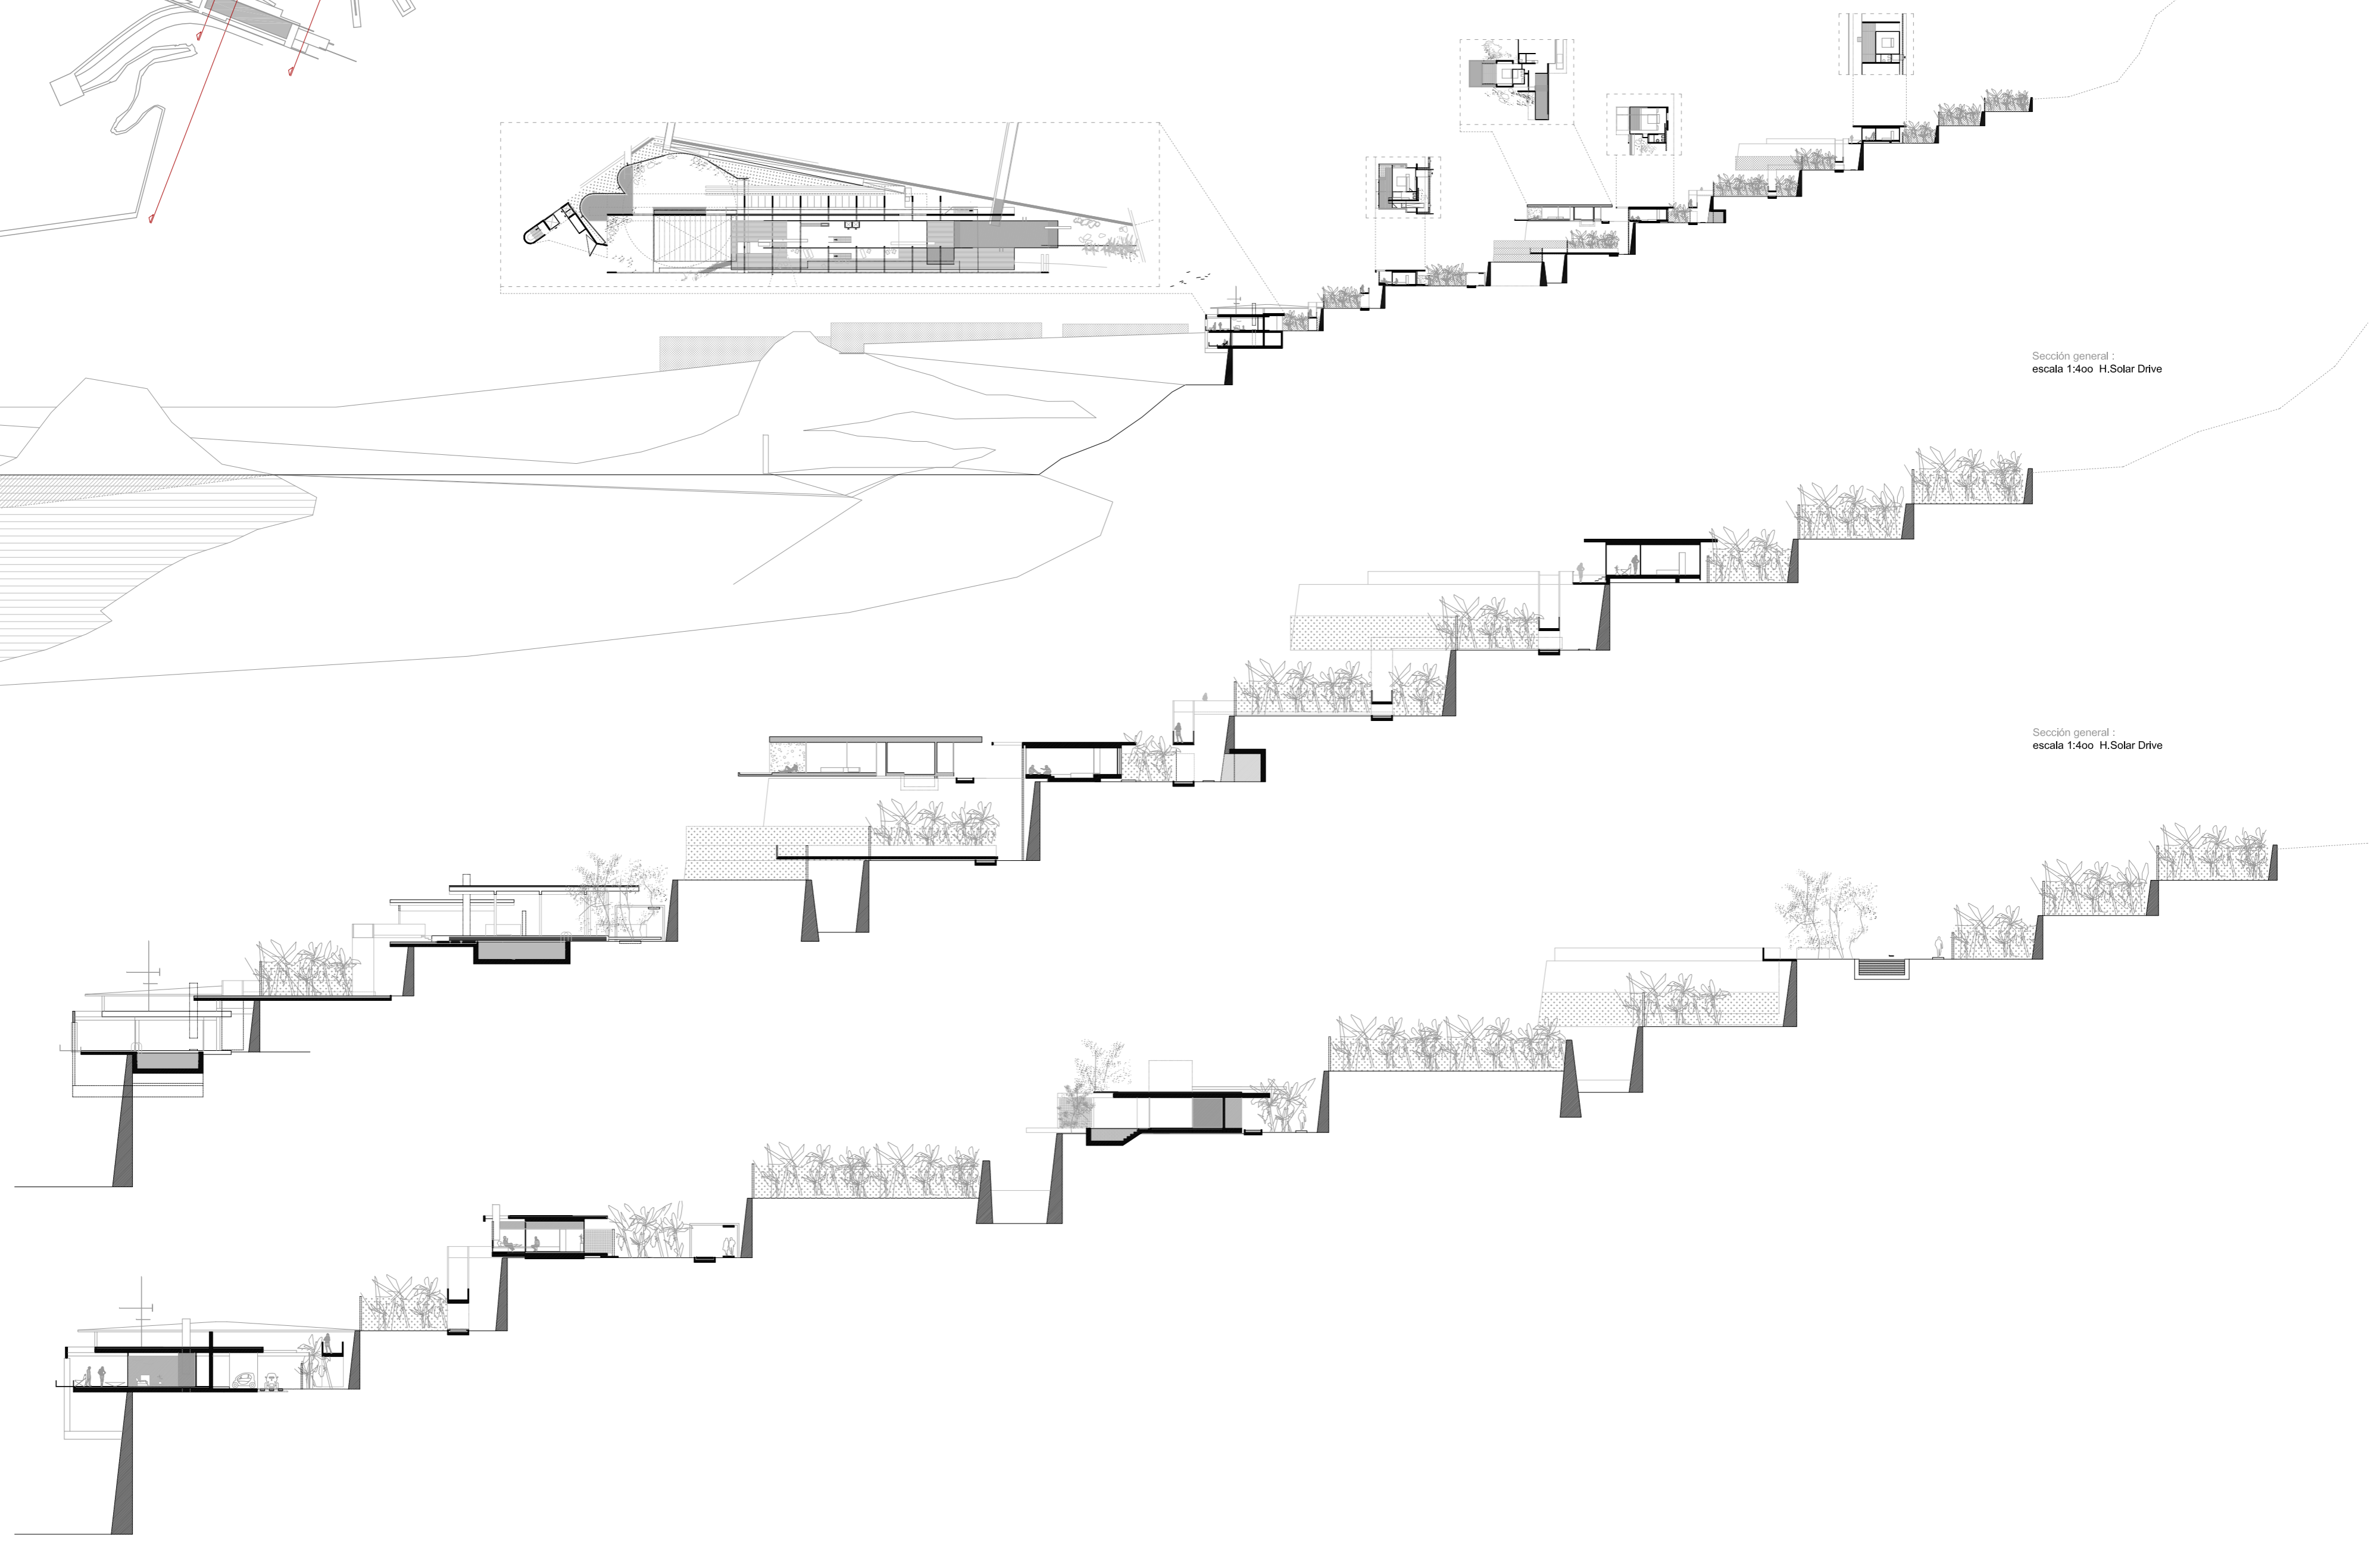 Sección general :
escala 1:4oo H.Solar Drive
Sección general :
escala 1:4oo H.Solar Drive